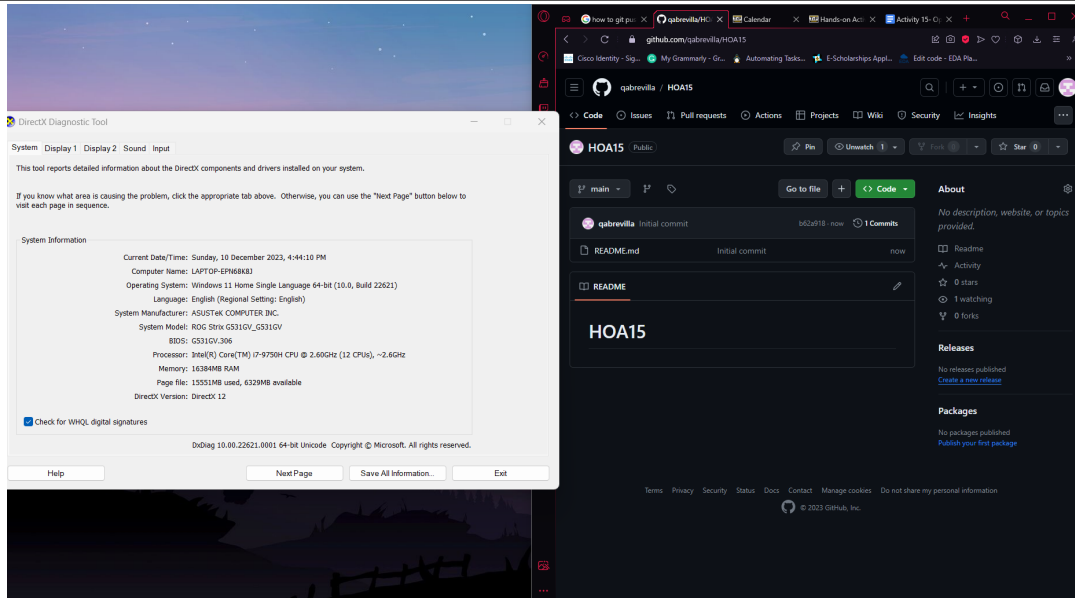 DirectX Diagnostic Tool
System Display 1 Display 2 Sound Input
This tool reports detailed information about the DirectX components and drivers installed on your system.
If you know what area is causing the problem, click the appropriate tab above. Otherwise, you can use the "Next Page" button below to
visit each page in sequence.
System Information
Current Date/Time: Sunday, 10 December 2023, 4:44:10 PM
Computer Name: LAPTOP-EPN68K8J
Operating System: Windows 11 Home Single Language 64-bit (10.0, Build 22621)
Language: English (Regional Setting: English)
System Manufacturer: ASUSTeK COMPUTER INC.
System Model: ROG Strix G531GV_G531GV
BIOS: G531GV.306
Processor: Intel(R) Core(TM) i7-9750H CPU @ 2.60GHz (12 CPUs), ~2.6GHz
Memory: 16384MB RAM
Page file: 15551MB used, 6329MB available
DirectX Version: DirectX 12
Check for WHQL digital signatures
DxDiag 10.00.22621.0001 64-bit Unicode Copyright © Microsoft. All rights reserved.
Help Next Page Save All Information... Exit
how to git pu qabrevilla/HO Calendar Hands-on Acti Activity 15- O
github.com/qabrevilla/HOA15
Cisco Identity - Sig... My Grammarly - Gr... Automating Tasks... E-Scholarships Appl... Edit code - EDA Pla...
qabrevilla / HOA15
Code Issues Pull requests Actions Projects Wiki Security Insights
HOA15 Public Pin Unwatch 1 Fork 0 Star 0
main Go to file Code
qabrevilla Initial commit b62a918 · now 1 Commits
README.md Initial commit now
README
HOA15
About
No description, website, or topics
provided.
Readme
Activity
0 stars
1 watching
0 forks
Releases
No releases published
Create a new release
Packages
No packages published
Publish your first package
Terms Privacy Security Status Docs Contact Manage cookies Do not share my personal information
© 2023 GitHub, Inc.